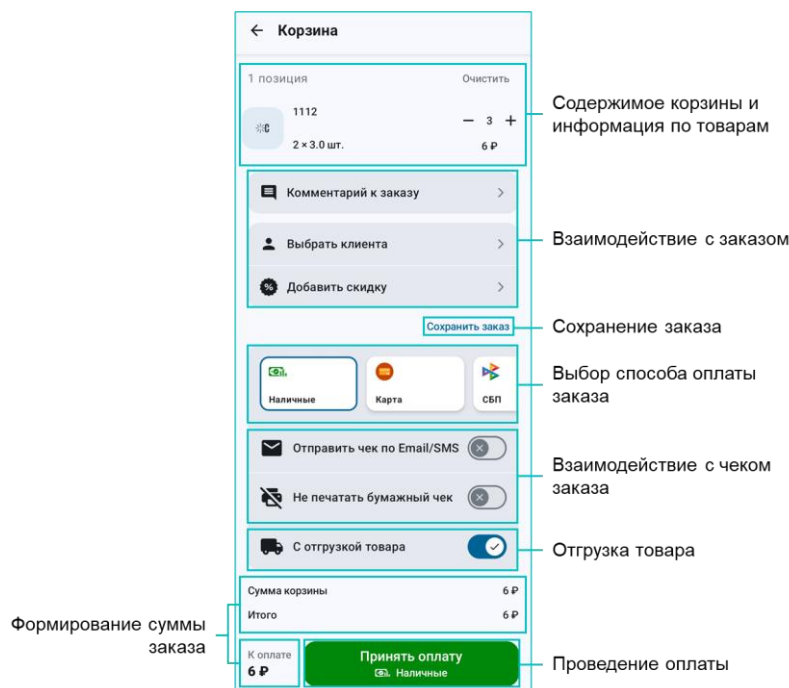 Корзина
1 позиция
Очистить
1112
3
2 × 3.0 шт.
6 ₽
Содержимое корзины и
информация по товарам
Комментарий к заказу
Выбрать клиента
Добавить скидку
Взаимодействие с заказом
Сохранить заказ
Сохранение заказа
Наличные
Карта
СБП
Выбор способа оплаты
заказа
Отправить чек по Email/SMS
Не печатать бумажный чек
Взаимодействие с чеком
заказа
С отгрузкой товара
Отгрузка товара
Сумма корзины 6 ₽
Итого 6 ₽
Формирование суммы
заказа
К оплате
6 ₽
Принять оплату
Наличные
Проведение оплаты